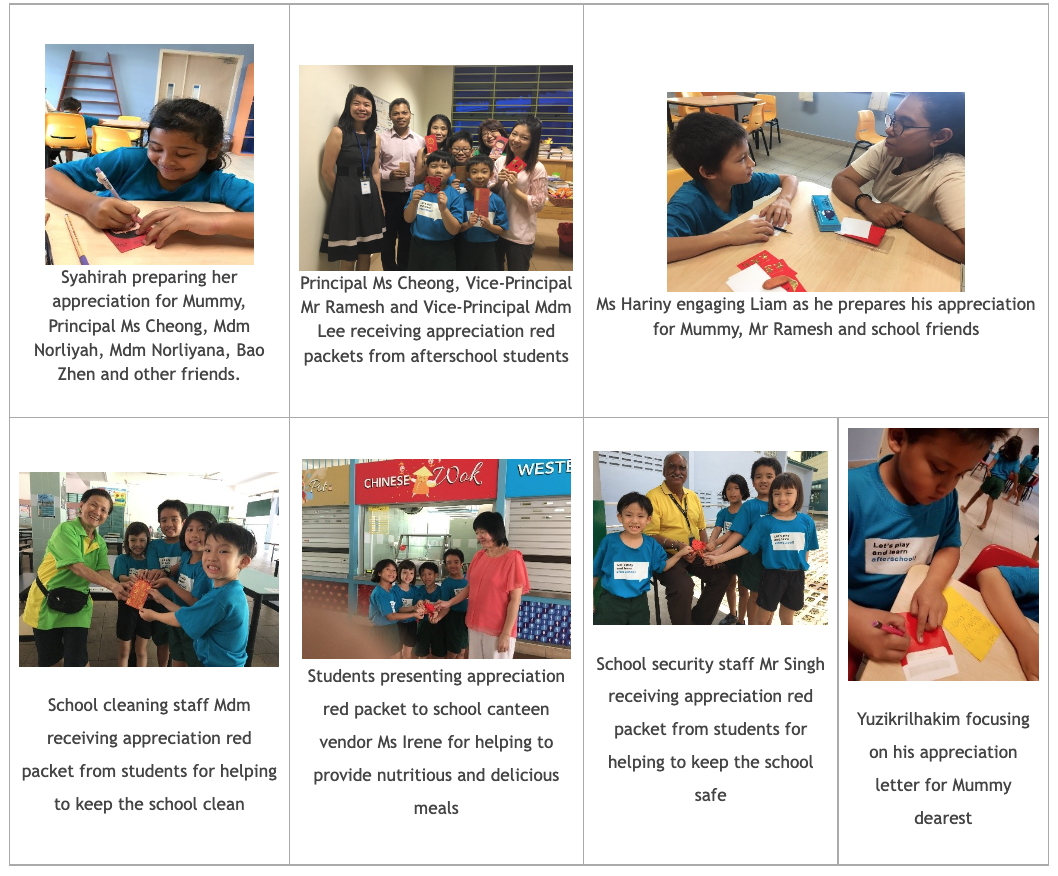 Syahirah preparing her
appreciation for Mummy,
Principal Ms Cheong, Mdm
Norliyah, Mdm Norliyana, Bao
Zhen and other friends.
Principal Ms Cheong, Vice-Principal
Mr Ramesh and Vice-Principal Mdm
Lee receiving appreciation red
packets from afterschool students
Ms Hariny engaging Liam as he prepares his appreciation
for Mummy, Mr Ramesh and school friends
School cleaning staff Mdm
receiving appreciation red
packet from students for helping
to keep the school clean
CHINESE Wok
WESTE
Students presenting appreciation
red packet to school canteen
vendor Ms Irene for helping to
provide nutritious and delicious
meals
Let's play
and learn
School security staff Mr Singh
receiving appreciation red
packet from students for
helping to keep the school
safe
Let's play
and learn
afterschool!
Yuzikrilhakim focusing
on his appreciation
letter for Mummy
dearest